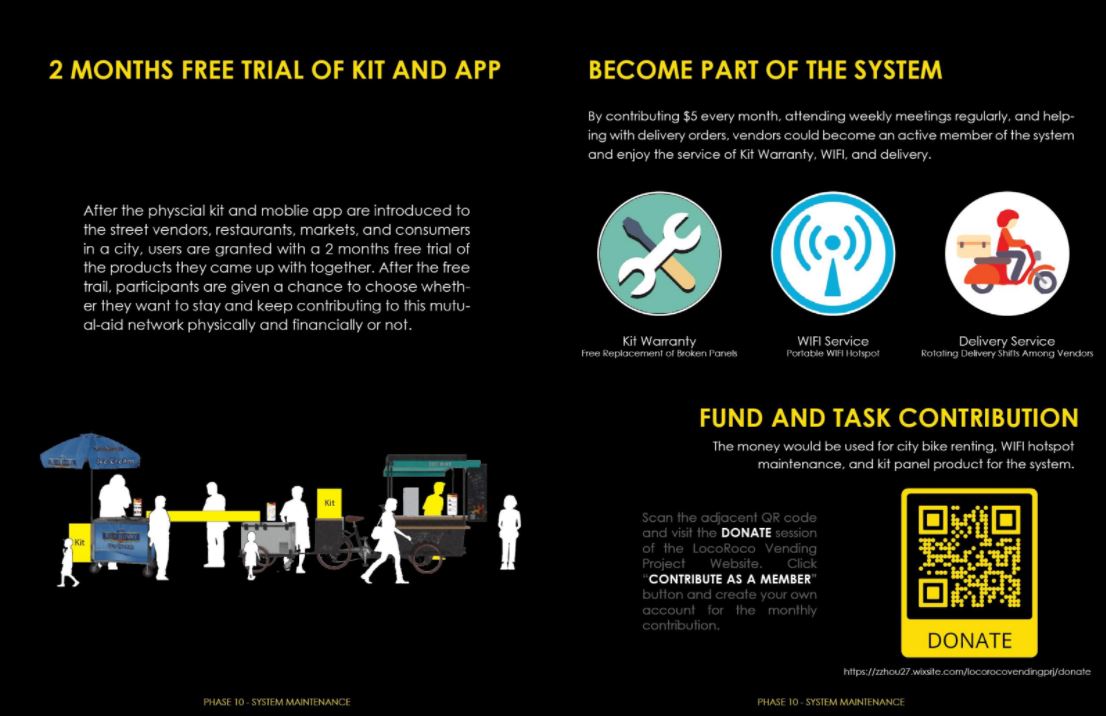 2 MONTHS FREE TRIAL OF KIT AND APP
After the physcial kit and moblie app are introduced to
the street vendors, restaurants, markets, and consumers
in a city, users are granted with a 2 months free trial of
the products they came up with together. After the free
trail, participants are given a chance to choose wheth-
er they want to stay and keep contributing to this mutu-
al-aid network physically and financially or not.
Ice Cream
Kit
Kit
PHASE 10 - SYSTEM MAINTENANCE
BECOME PART OF THE SYSTEM
By contributing $5 every month, attending weekly meetings regularly, and help-
ing with delivery orders, vendors could become an active member of the system
and enjoy the service of Kit Warranty, WIFI, and delivery.
Kit Warranty
Free Replacement of Broken Panels
WIFI Service
Portable WIFI Hotspot
Delivery Service
Rotating Delivery Shifts Among Vendors
FUND AND TASK CONTRIBUTION
The money would be used for city bike renting, WIFI hotspot
maintenance, and kit panel product for the system.
Scan the adjacent QR code
and visit the DONATE session
of the LocoRoco Vending
Project Website. Click
"CONTRIBUTE AS A MEMBER"
button and create your own
account for the monthly
contribution.
DONATE
https://zzhou27.wixsite.com/locorocovendingprj/donate
PHASE 10 - SYSTEM MAINTENANCE